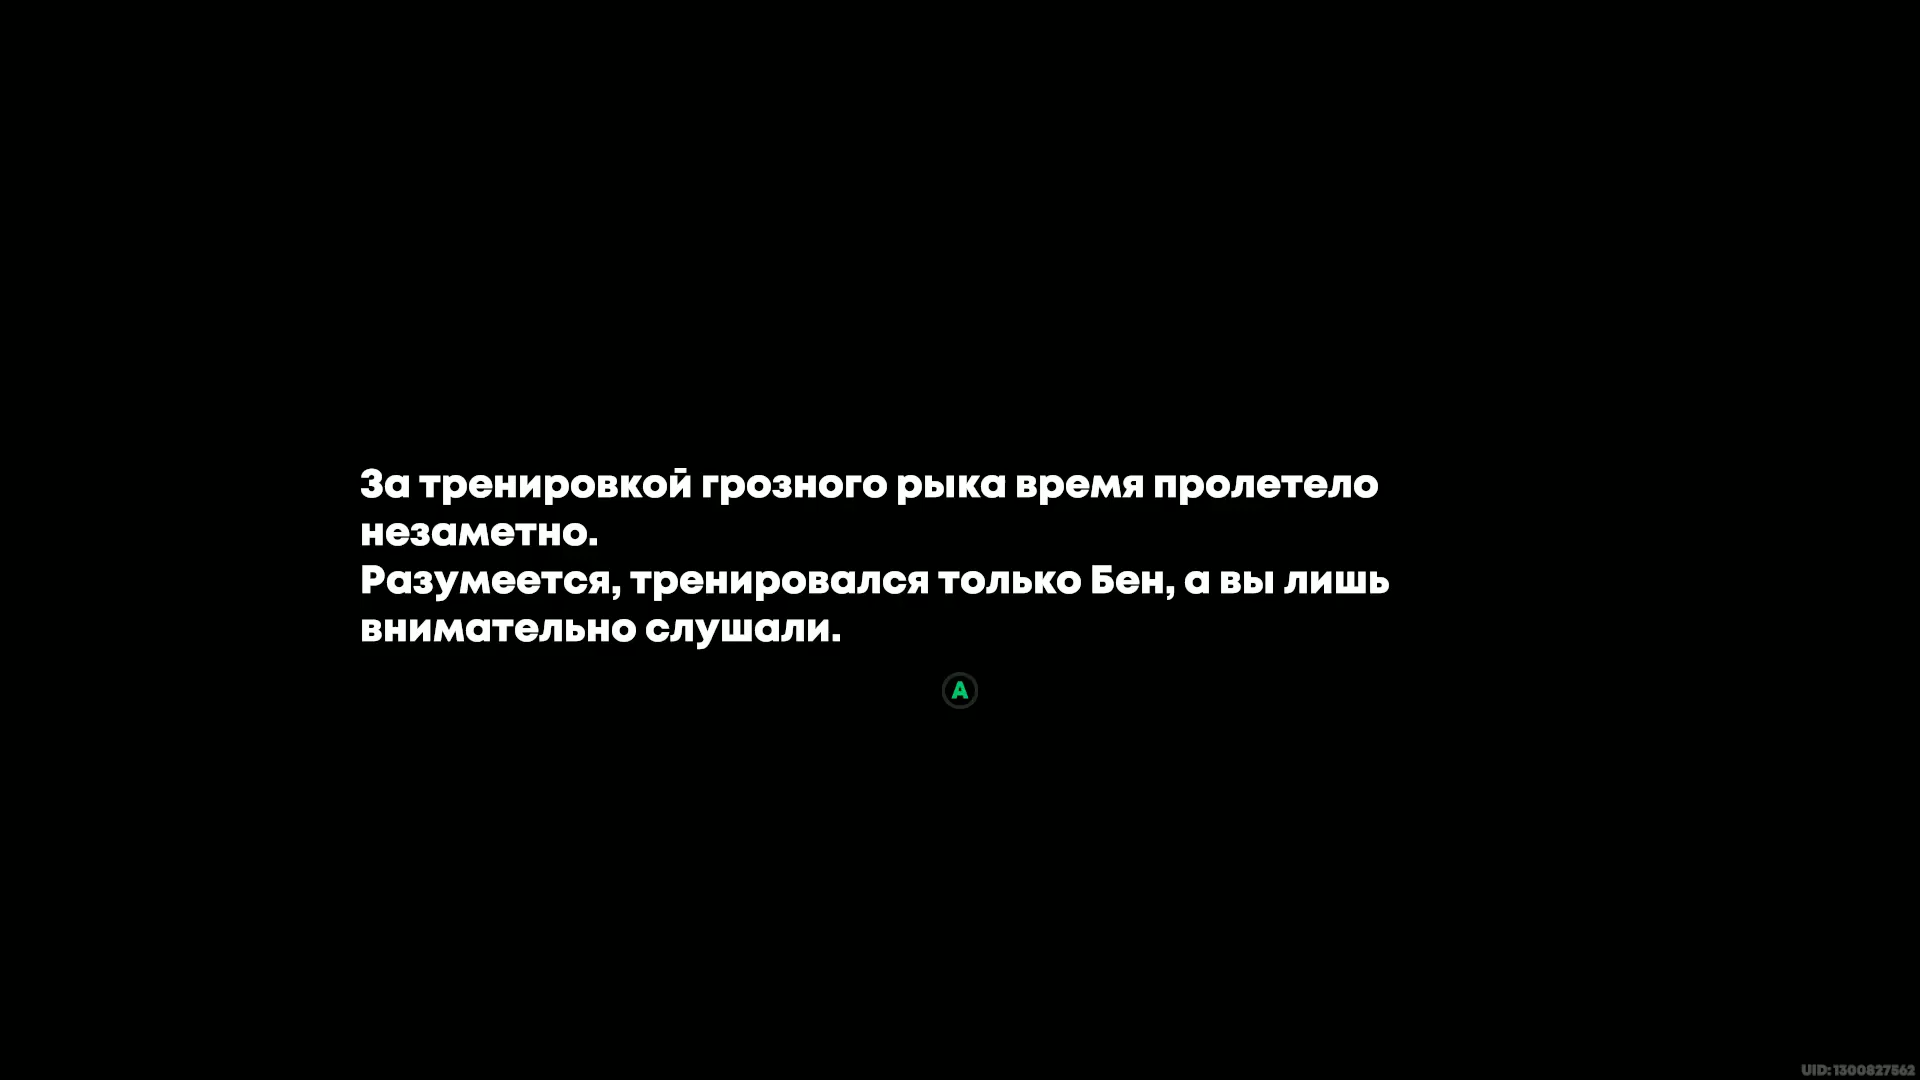 За тренировкой грозного рыка время пролетело
незаметно.
Разумеется, тренировался только Бен, а вы лишь
внимательно слушали.
A
UID: 1300827562